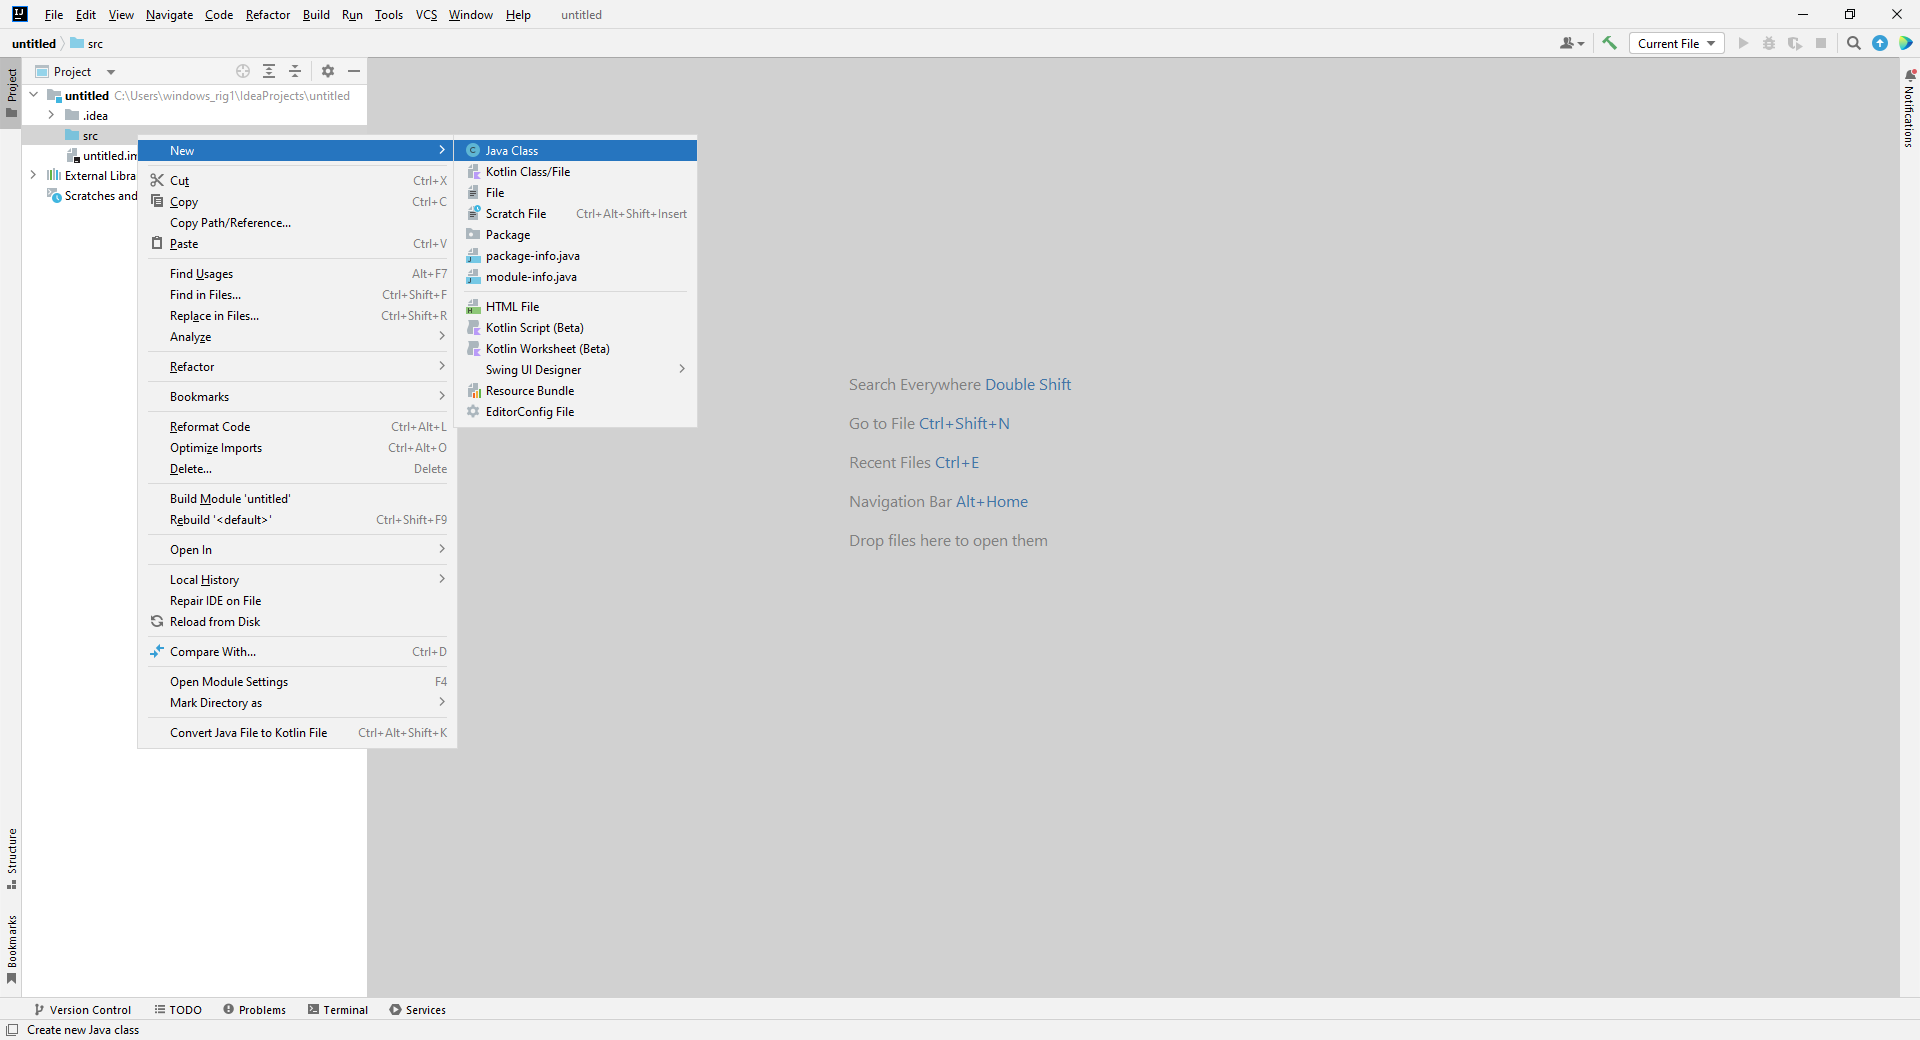 File Edit View Navigate Code Refactor Build Run Tools VCS Window Help untitled
untitled src
Current File
Project
Project
untitled C:\Users\windows_rig1\IdeaProjects\untitled
.idea
src
untitled.im
External Libra
Scratches and
New
Cut Ctrl+X
Copy Ctrl+C
Copy Path/Reference...
Paste Ctrl+V
Find Usages Alt+F7
Find in Files... Ctrl+Shift+F
Replace in Files... Ctrl+Shift+R
Analyze
Refactor
Bookmarks
Reformat Code Ctrl+Alt+L
Optimize Imports Ctrl+Alt+O
Delete... Delete
Build Module 'untitled'
Rebuild '<default>' Ctrl+Shift+F9
Open In
Local History
Repair IDE on File
Reload from Disk
Compare With... Ctrl+D
Open Module Settings F4
Mark Directory as
Convert Java File to Kotlin File Ctrl+Alt+Shift+K
Java Class
Kotlin Class/File
File
Scratch File Ctrl+Alt+Shift+Insert
Package
package-info.java
module-info.java
HTML File
Kotlin Script (Beta)
Kotlin Worksheet (Beta)
Swing UI Designer
Resource Bundle
EditorConfig File
Search Everywhere Double Shift
Go to File Ctrl+Shift+N
Recent Files Ctrl+E
Navigation Bar Alt+Home
Drop files here to open them
Notifications
Structure
Bookmarks
Version Control TODO Problems Terminal Services
Create new Java class